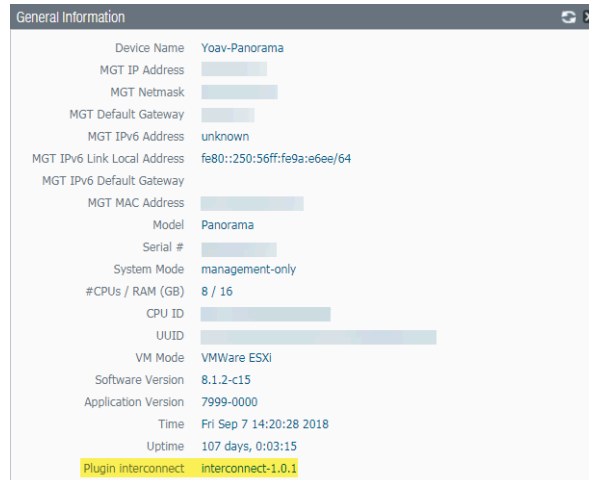 General Information
Device Name Yoav-Panorama
MGT IP Address
MGT Netmask
MGT Default Gateway
MGT IPv6 Address unknown
MGT IPv6 Link Local Address fe80::250:56ff:fe9a:e6ee/64
MGT IPv6 Default Gateway
MGT MAC Address
Model Panorama
Serial #
System Mode management-only
#CPUs / RAM (GB) 8 / 16
CPU ID
UUID
VM Mode VMWare ESXi
Software Version 8.1.2-c15
Application Version 7999-0000
Time Fri Sep 7 14:20:28 2018
Uptime 107 days, 0:03:15
Plugin interconnect interconnect-1.0.1